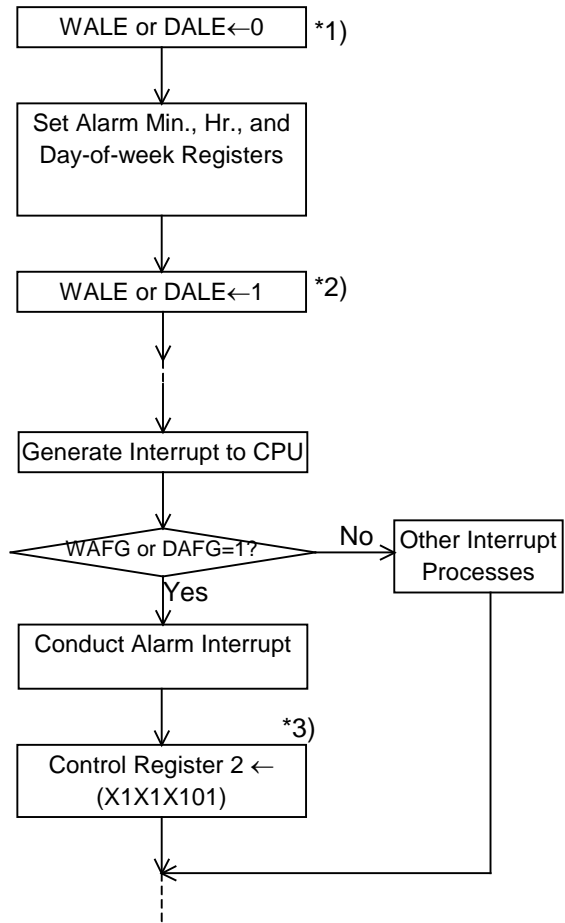 WALE or DALE←0
*1)
Set Alarm Min., Hr., and
Day-of-week Registers
WALE or DALE←1
*2)
Generate Interrupt to CPU
WAFG or DAFG=1?
No
Other Interrupt
Processes
Yes
Conduct Alarm Interrupt
*3)
Control Register 2 ←
(X1X1X101)